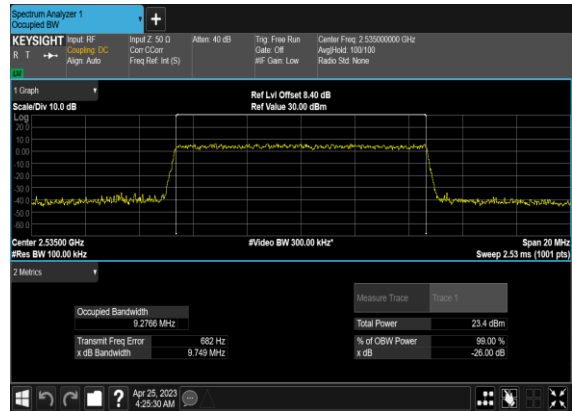 Spectrum Analyzer 1
Occupied BW
+
KEYSIGHT Input: RF Input Z: 50 Ω Atten: 40 dB Trig: Free Run Center Freq: 2.535000000 GHz
R T Coupling: DC Corr CCorr Gate: Off Avg|Hold: 100/100
Align: Auto Freq Ref: Int (S) #IF Gain: Low Radio Std: None
LV
1 Graph
Scale/Div 10.0 dB
Ref Lvl Offset 8.40 dB
Ref Value 30.00 dBm
Log
20.0
10.0
0.00
-10.0
-20.0
-30.0
-40.0
-50.0
-60.0
Center 2.53500 GHz #Video BW 300.00 kHz* Span 20 MHz
#Res BW 100.00 kHz Sweep 2.53 ms (1001 pts)
2 Metrics
Measure Trace Trace 1
Occupied Bandwidth
9.2766 MHz
Total Power 23.4 dBm
Transmit Freq Error 682 Hz % of OBW Power 99.00 %
x dB Bandwidth 9.749 MHz x dB -26.00 dB
? Apr 25, 2023
4:25:30 AM